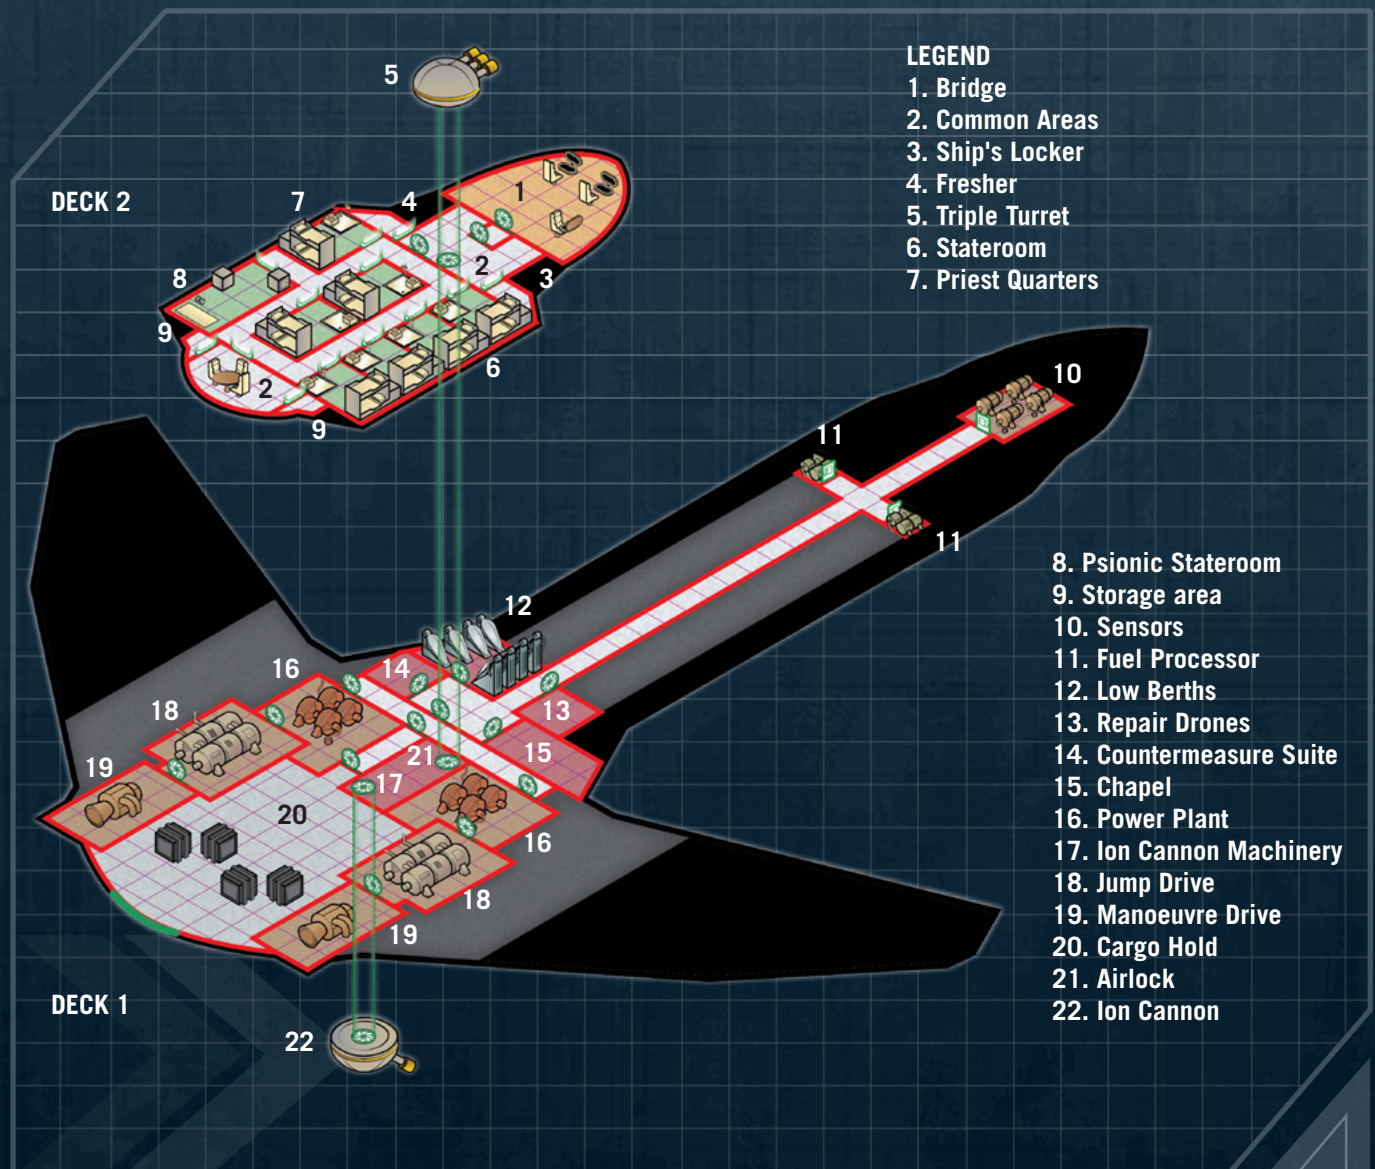 5
LEGEND
1. Bridge
2. Common Areas
3. Ship's Locker
4. Fresher
5. Triple Turret
6. Stateroom
7. Priest Quarters
DECK 2
7
4
1
8
2
3
9
6
2
9
10
11
11
8. Psionic Stateroom
9. Storage area
10. Sensors
11. Fuel Processor
12. Low Berths
13. Repair Drones
14. Countermeasure Suite
15. Chapel
16. Power Plant
17. Ion Cannon Machinery
18. Jump Drive
19. Manoeuvre Drive
20. Cargo Hold
21. Airlock
22. Ion Cannon
12
16
14
18
13
15
21
19
17
20
16
18
19
DECK 1
22